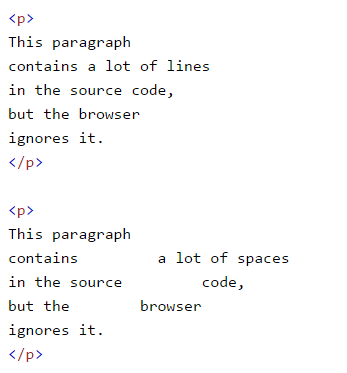 <p>
This paragraph
contains a lot of lines
in the source code,
but the browser
ignores it.
</p>

<p>
This paragraph
contains         a lot of spaces
in the source         code,
but the        browser
ignores it.
</p>